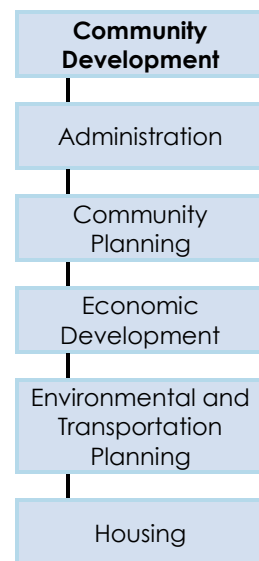 Community
Development
Administration
Community
Planning
Economic
Development
Environmental and
Transportation
Planning
Housing